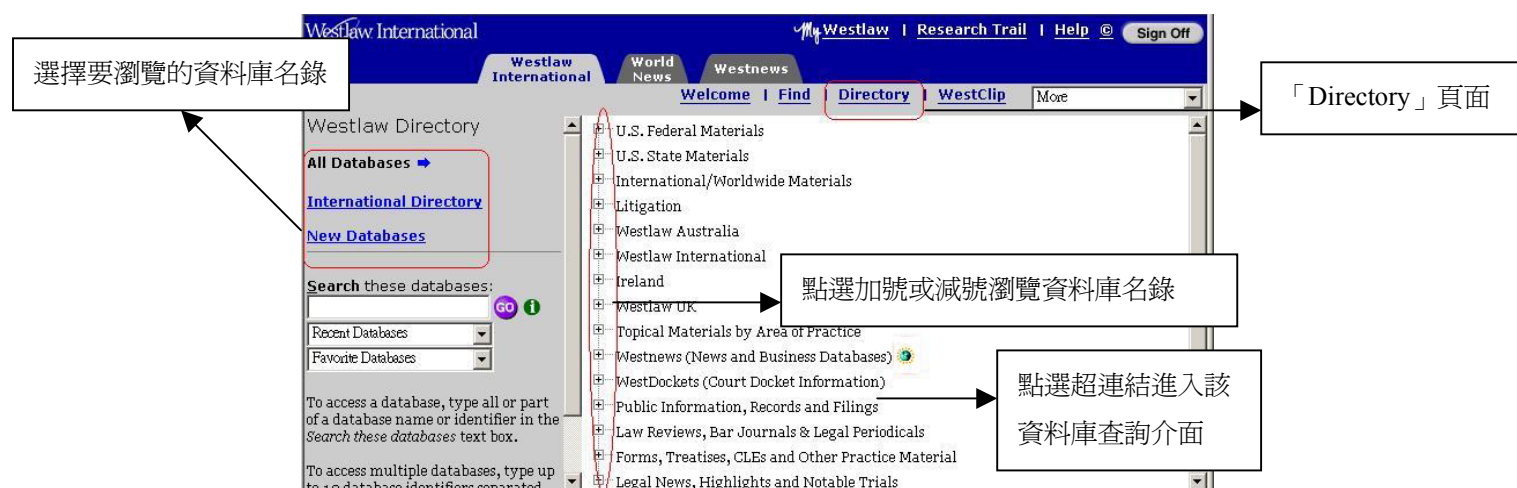 Westlaw International
My Westlaw | Research Trail | Help © Sign Off
選擇要瀏覽的資料庫名錄
Westlaw International
World News
Westnews
Welcome | Find | Directory | WestClip
More
「Directory」頁面
Westlaw Directory
All Databases
International Directory
New Databases
Search these databases:
GO
Recent Databases
Favorite Databases
To access a database, type all or part
of a database name or identifier in the
Search these databases text box.
To access multiple databases, type up
to 10 database identifiers separated
U.S. Federal Materials
U.S. State Materials
International/Worldwide Materials
Litigation
Westlaw Australia
Westlaw International
Ireland
Westlaw UK
Topical Materials by Area of Practice
Westnews (News and Business Databases)
WestDockets (Court Docket Information)
Public Information, Records and Filings
Law Reviews, Bar Journals & Legal Periodicals
Forms, Treatises, CLEs and Other Practice Material
Legal News, Highlights and Notable Trials
點選加號或減號瀏覽資料庫名錄
點選超連結進入該
資料庫查詢介面